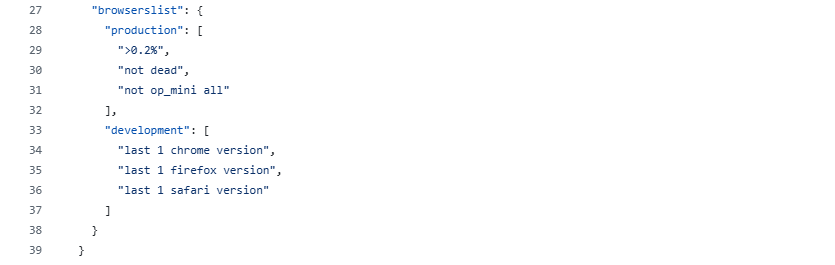 27 "browserslist": {
28 "production": [
29 ">0.2%",
30 "not dead",
31 "not op_mini all"
32 ],
33 "development": [
34 "last 1 chrome version",
35 "last 1 firefox version",
36 "last 1 safari version"
37 ]
38 }
39 }